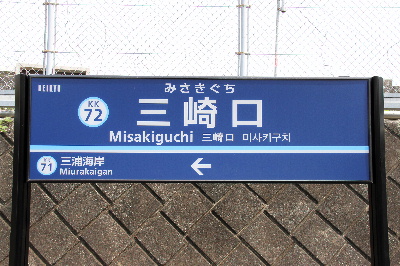 KEIKYU
みさきぐち
KK
72
三崎口
Misakiguchi 三崎口 미사키구치
KK
71
三浦海岸
Miurakaigan
←